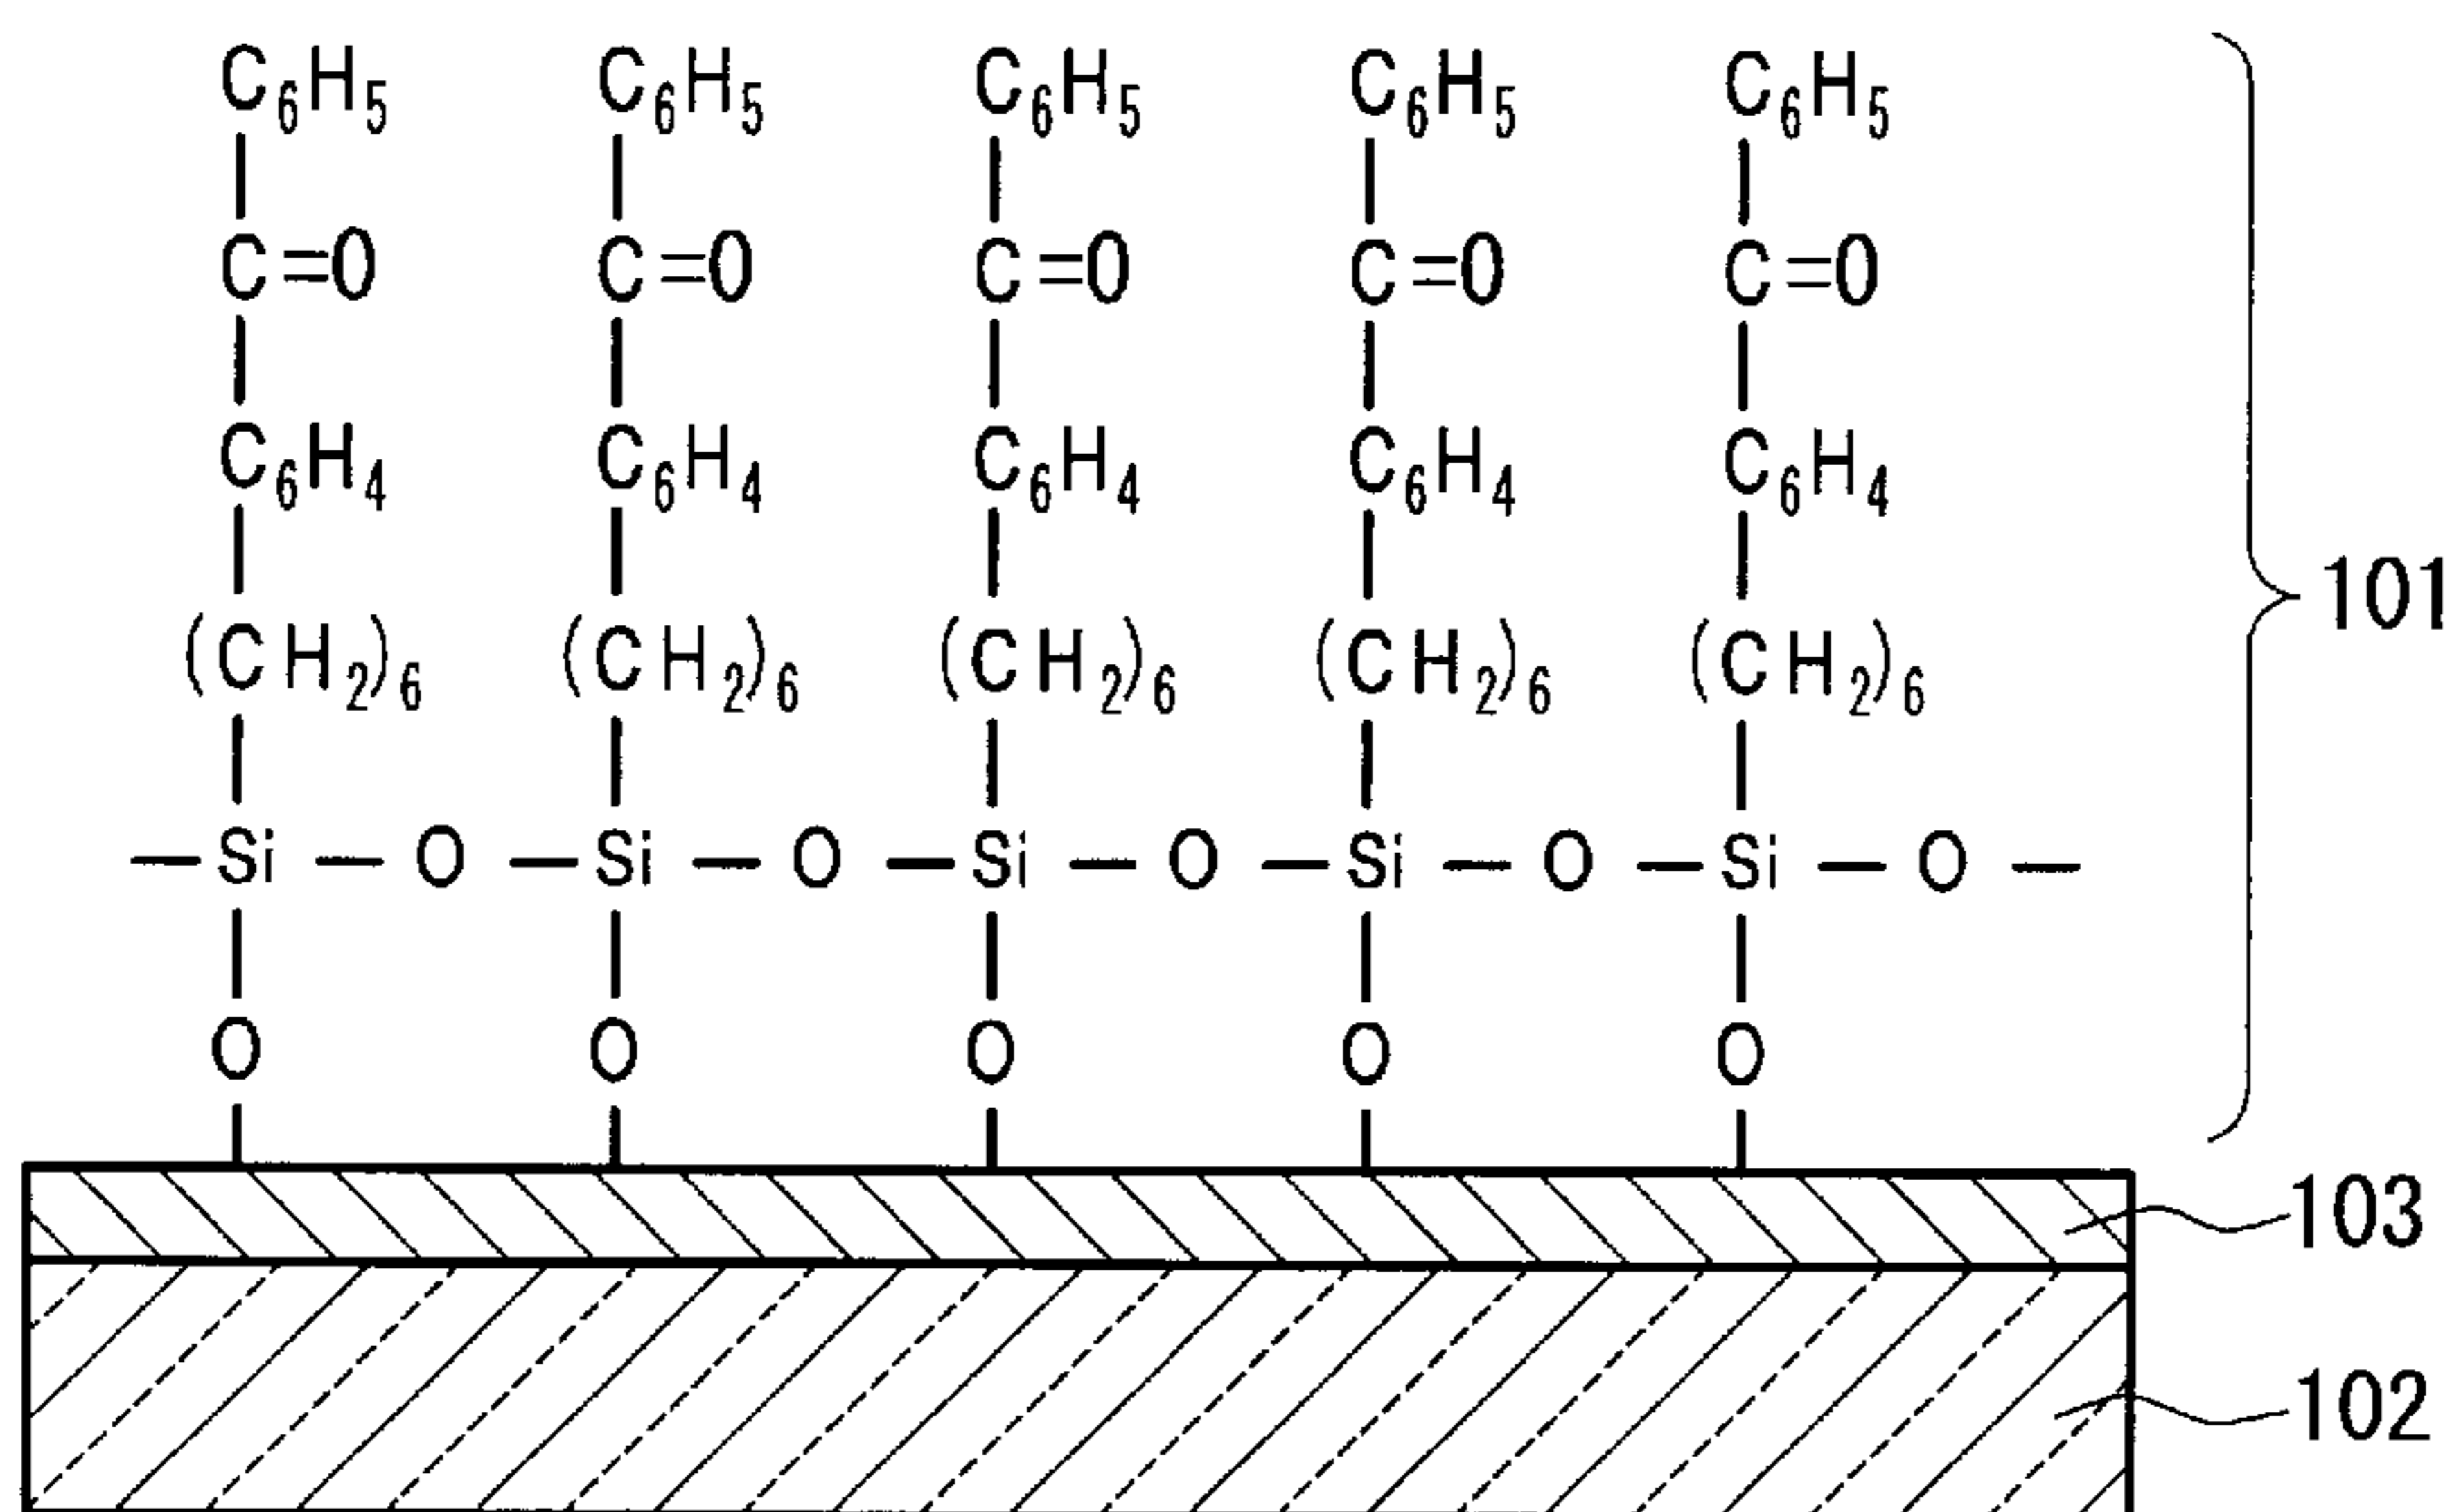 C6H5 C6H5 C6H5 C6H5 C6H5
C=O C=O C=O C=O C=O
C6H4 C6H4 C6H4 C6H4 C6H4
101
(CH2)6 (CH2)6 (CH2)6 (CH2)6 (CH2)6
—Si—O—Si—O—Si—O—Si—O—Si—O—
O O O O O
103
102